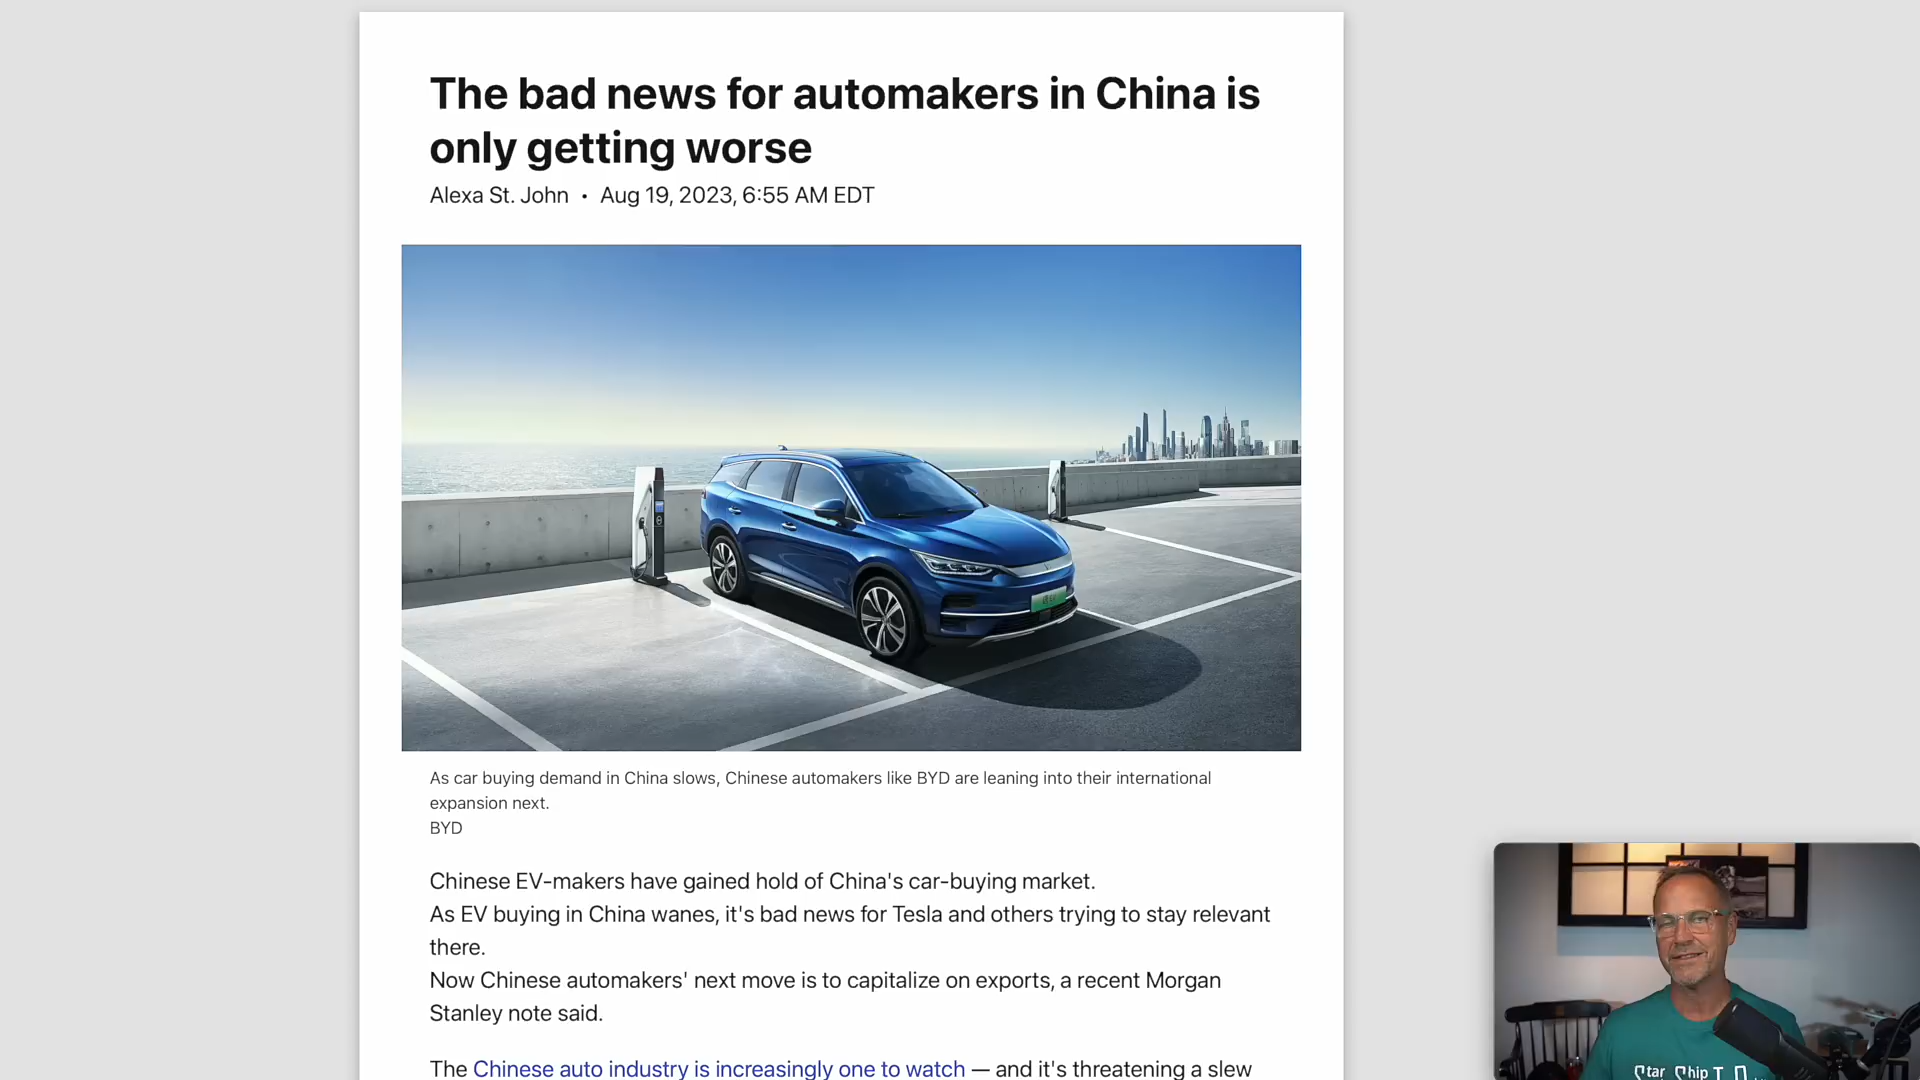 The bad news for automakers in China is
only getting worse
Alexa St. John • Aug 19, 2023, 6:55 AM EDT
As car buying demand in China slows, Chinese automakers like BYD are leaning into their international
expansion next.
BYD
Chinese EV-makers have gained hold of China's car-buying market.
As EV buying in China wanes, it's bad news for Tesla and others trying to stay relevant
there.
Now Chinese automakers' next move is to capitalize on exports, a recent Morgan
Stanley note said.
The Chinese auto industry is increasingly one to watch — and it's threatening a slew
Star Ship